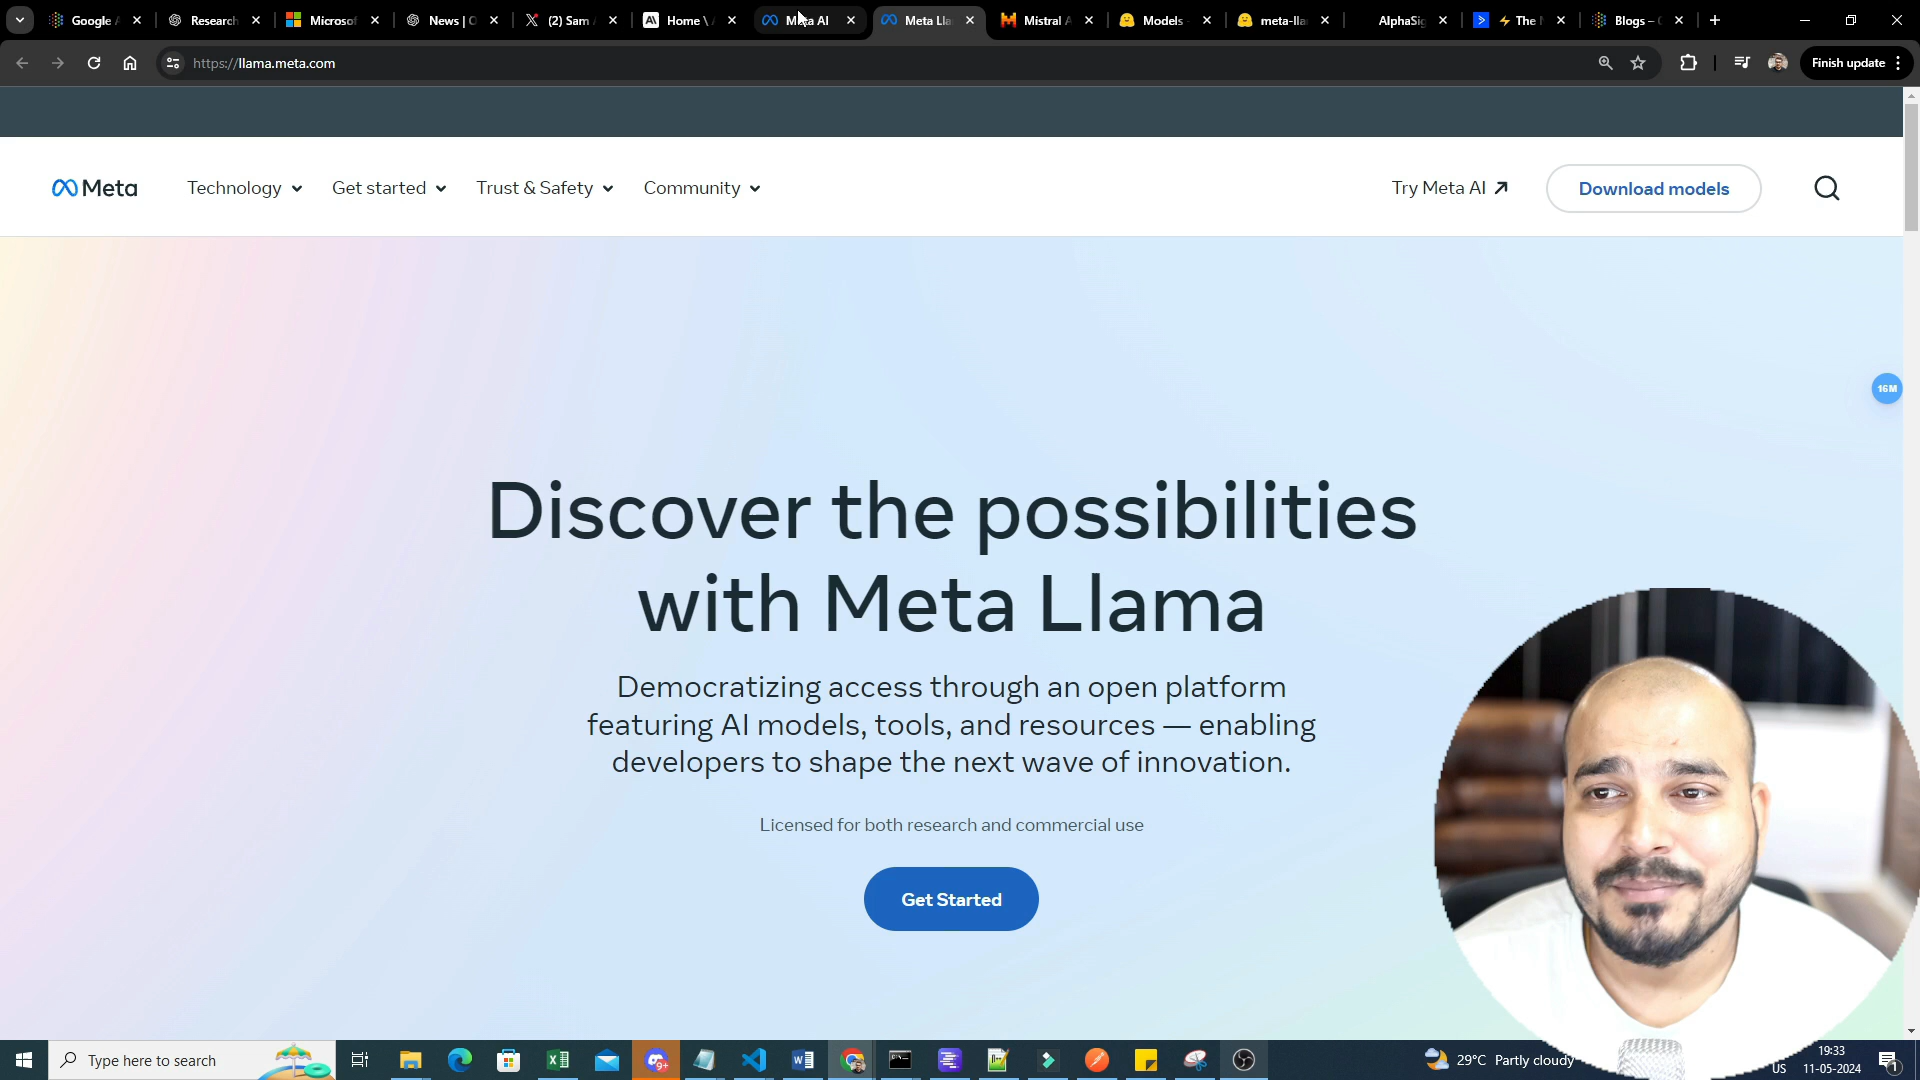 Google
Research
Microsof
News | O
(2) Sam
Home \
Meta AI
Meta Lla
Mistral A
Models
meta-lla
AlphaSig
The
Blogs –
https://llama.meta.com
Finish update
Meta
Technology
Get started
Trust & Safety
Community
Try Meta AI
Download models
16M
Discover the possibilities
with Meta Llama
Democratizing access through an open platform
featuring AI models, tools, and resources — enabling
developers to shape the next wave of innovation.
Licensed for both research and commercial use
Get Started
Type here to search
9+
29°C Partly cloudy
US
19:33
11-05-2024
1